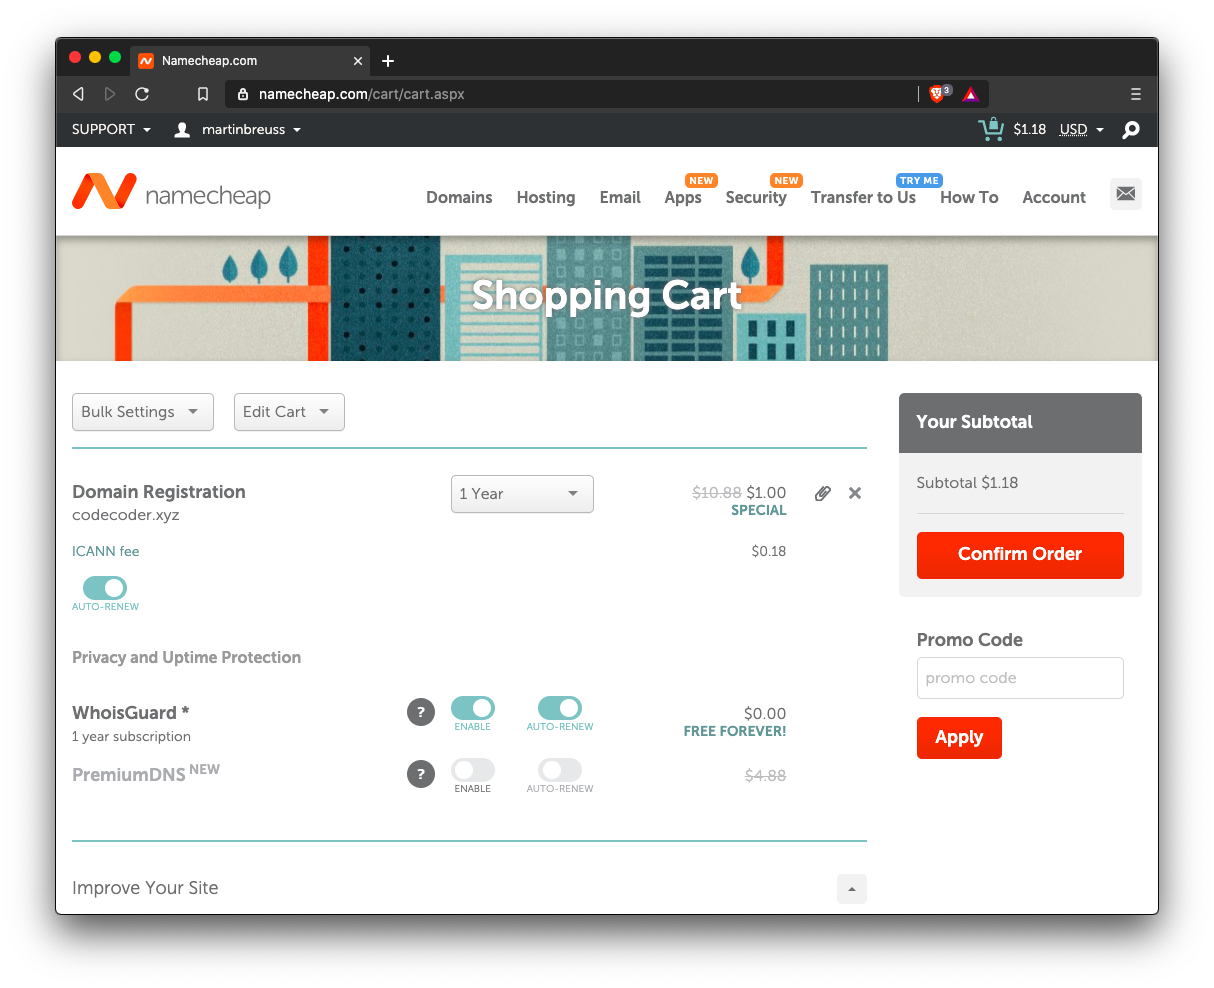 Namecheap.com
namecheap.com/cart/cart.aspx
3
SUPPORT
martinbreuss
$1.18 USD
namecheap
Domains Hosting Email Apps NEW Security NEW Transfer to Us TRY ME How To Account
Shopping Cart
Bulk Settings Edit Cart
Domain Registration 1 Year $10.88 $1.00
codecoder.xyz SPECIAL
ICANN fee $0.18
AUTO-RENEW
Privacy and Uptime Protection
WhoisGuard * ? ENABLE AUTO-RENEW $0.00
1 year subscription FREE FOREVER!
PremiumDNS NEW ? ENABLE AUTO-RENEW $4.88
Improve Your Site
Your Subtotal
Subtotal $1.18
Confirm Order
Promo Code
promo code
Apply